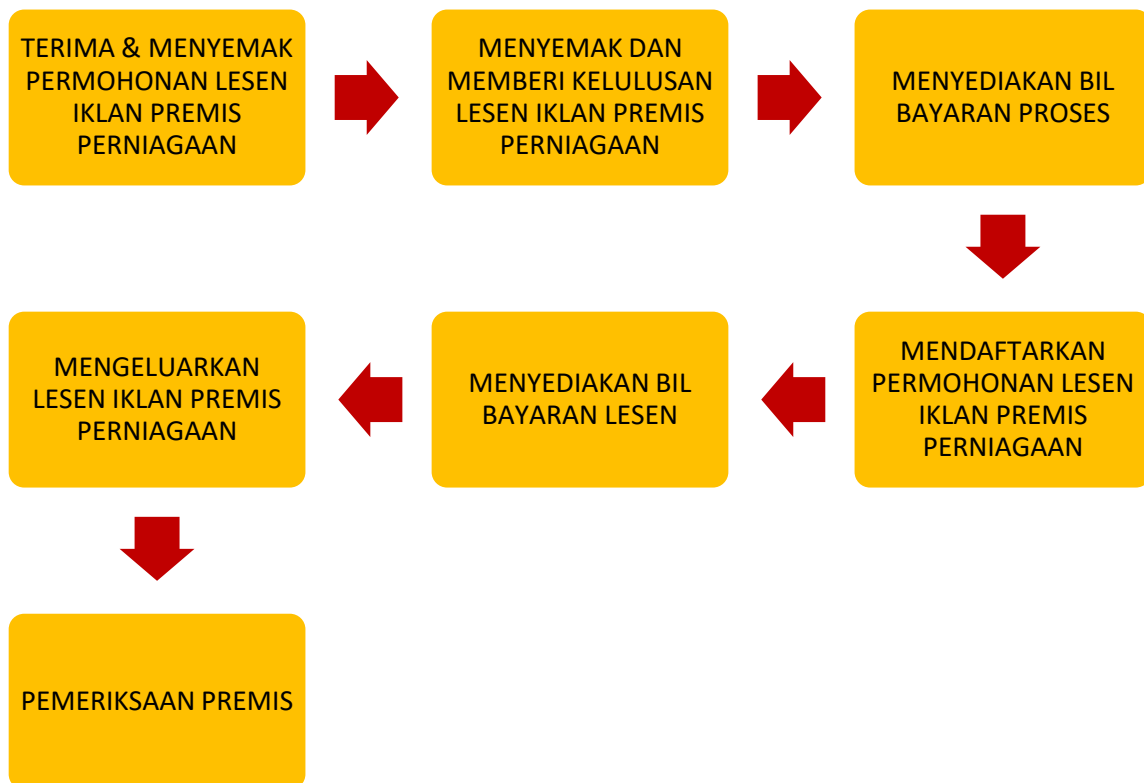 TERIMA & MENYEMAK
PERMOHONAN LESEN
IKLAN PREMIS
PERNIAGAAN
MENYEMAK DAN
MEMBERI KELULUSAN
LESEN IKLAN PREMIS
PERNIAGAAN
MENYEDIAKAN BIL
BAYARAN PROSES
MENDAFTARKAN
PERMOHONAN LESEN
IKLAN PREMIS
PERNIAGAAN
MENYEDIAKAN BIL
BAYARAN LESEN
MENGELUARKAN
LESEN IKLAN PREMIS
PERNIAGAAN
PEMERIKSAAN PREMIS